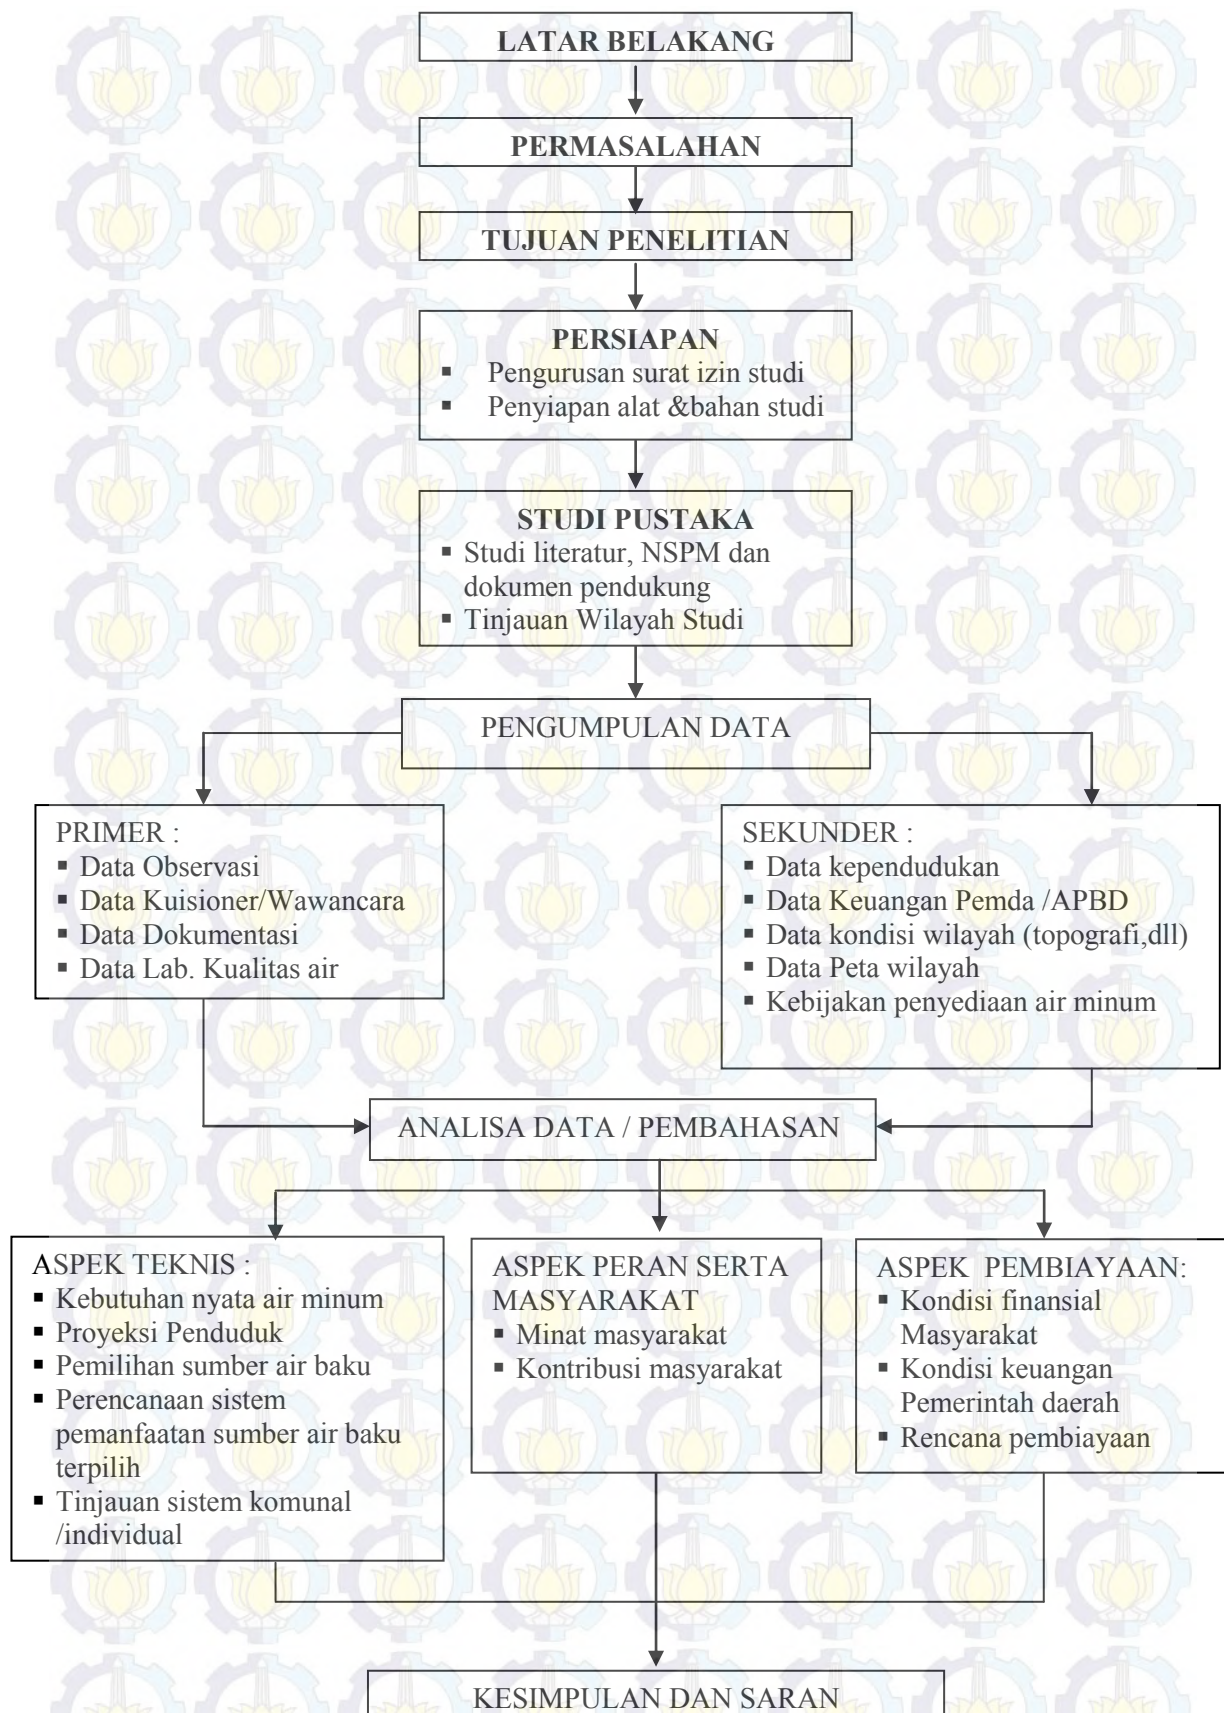 LATAR BELAKANG
PERMASALAHAN
TUJUAN PENELITIAN
PERSIAPAN
▪ Pengurusan surat izin studi
▪ Penyiapan alat &bahan studi
STUDI PUSTAKA
▪ Studi literatur, NSPM dan
dokumen pendukung
▪ Tinjauan Wilayah Studi
PENGUMPULAN DATA
PRIMER :
▪ Data Observasi
▪ Data Kuisioner/Wawancara
▪ Data Dokumentasi
▪ Data Lab. Kualitas air
SEKUNDER :
▪ Data kependudukan
▪ Data Keuangan Pemda /APBD
▪ Data kondisi wilayah (topografi,dll)
▪ Data Peta wilayah
▪ Kebijakan penyediaan air minum
ANALISA DATA / PEMBAHASAN
ASPEK TEKNIS :
▪ Kebutuhan nyata air minum
▪ Proyeksi Penduduk
▪ Pemilihan sumber air baku
▪ Perencanaan sistem
pemanfaatan sumber air baku
terpilih
▪ Tinjauan sistem komunal
/individual
ASPEK PERAN SERTA
MASYARAKAT
▪ Minat masyarakat
▪ Kontribusi masyarakat
ASPEK PEMBIAYAAN:
▪ Kondisi finansial
Masyarakat
▪ Kondisi keuangan
Pemerintah daerah
▪ Rencana pembiayaan
KESIMPULAN DAN SARAN